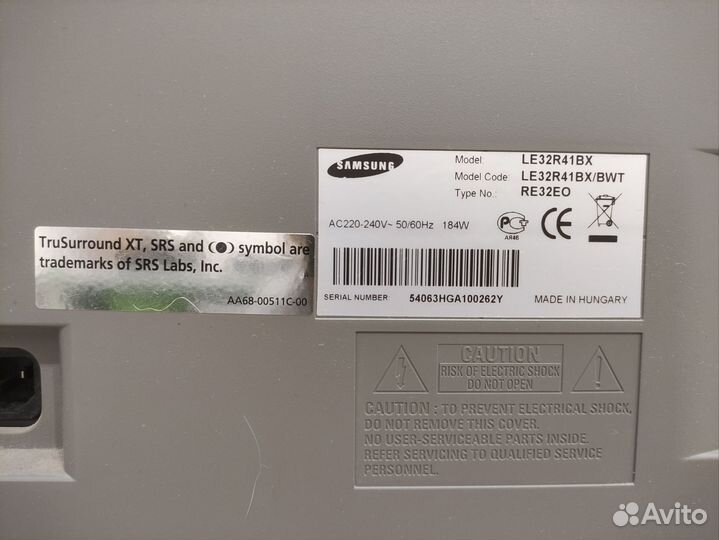 SAMSUNG
Model: LE32R41BX
Model Code: LE32R41BX/BWT
Type No.: RE32EO
AC220-240V~ 50/60Hz 184W
АЯ46
SERIAL NUMBER 54063HGA100262Y MADE IN HUNGARY
TruSurround XT, SRS and (●) symbol are
trademarks of SRS Labs, Inc.
AA68-00511C-00
CAUTION
RISK OF ELECTRIC SHOCK
DO NOT OPEN
CAUTION : TO PREVENT ELECTRICAL SHOCK,
DO NOT REMOVE THIS COVER.
NO USER-SERVICEABLE PARTS INSIDE.
REFER SERVICING TO QUALIFIED SERVICE
PERSONNEL.
Avito